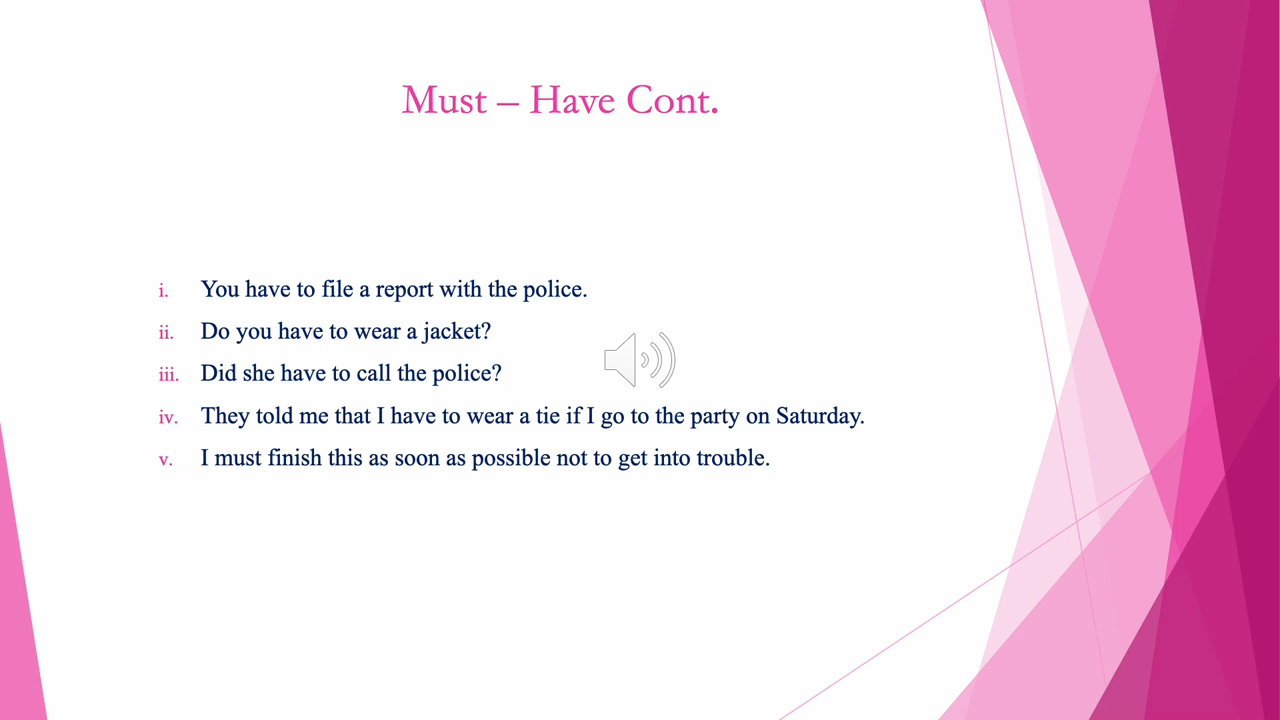 Must – Have Cont.
i. You have to file a report with the police.
ii. Do you have to wear a jacket?
iii. Did she have to call the police?
iv. They told me that I have to wear a tie if I go to the party on Saturday.
v. I must finish this as soon as possible not to get into trouble.